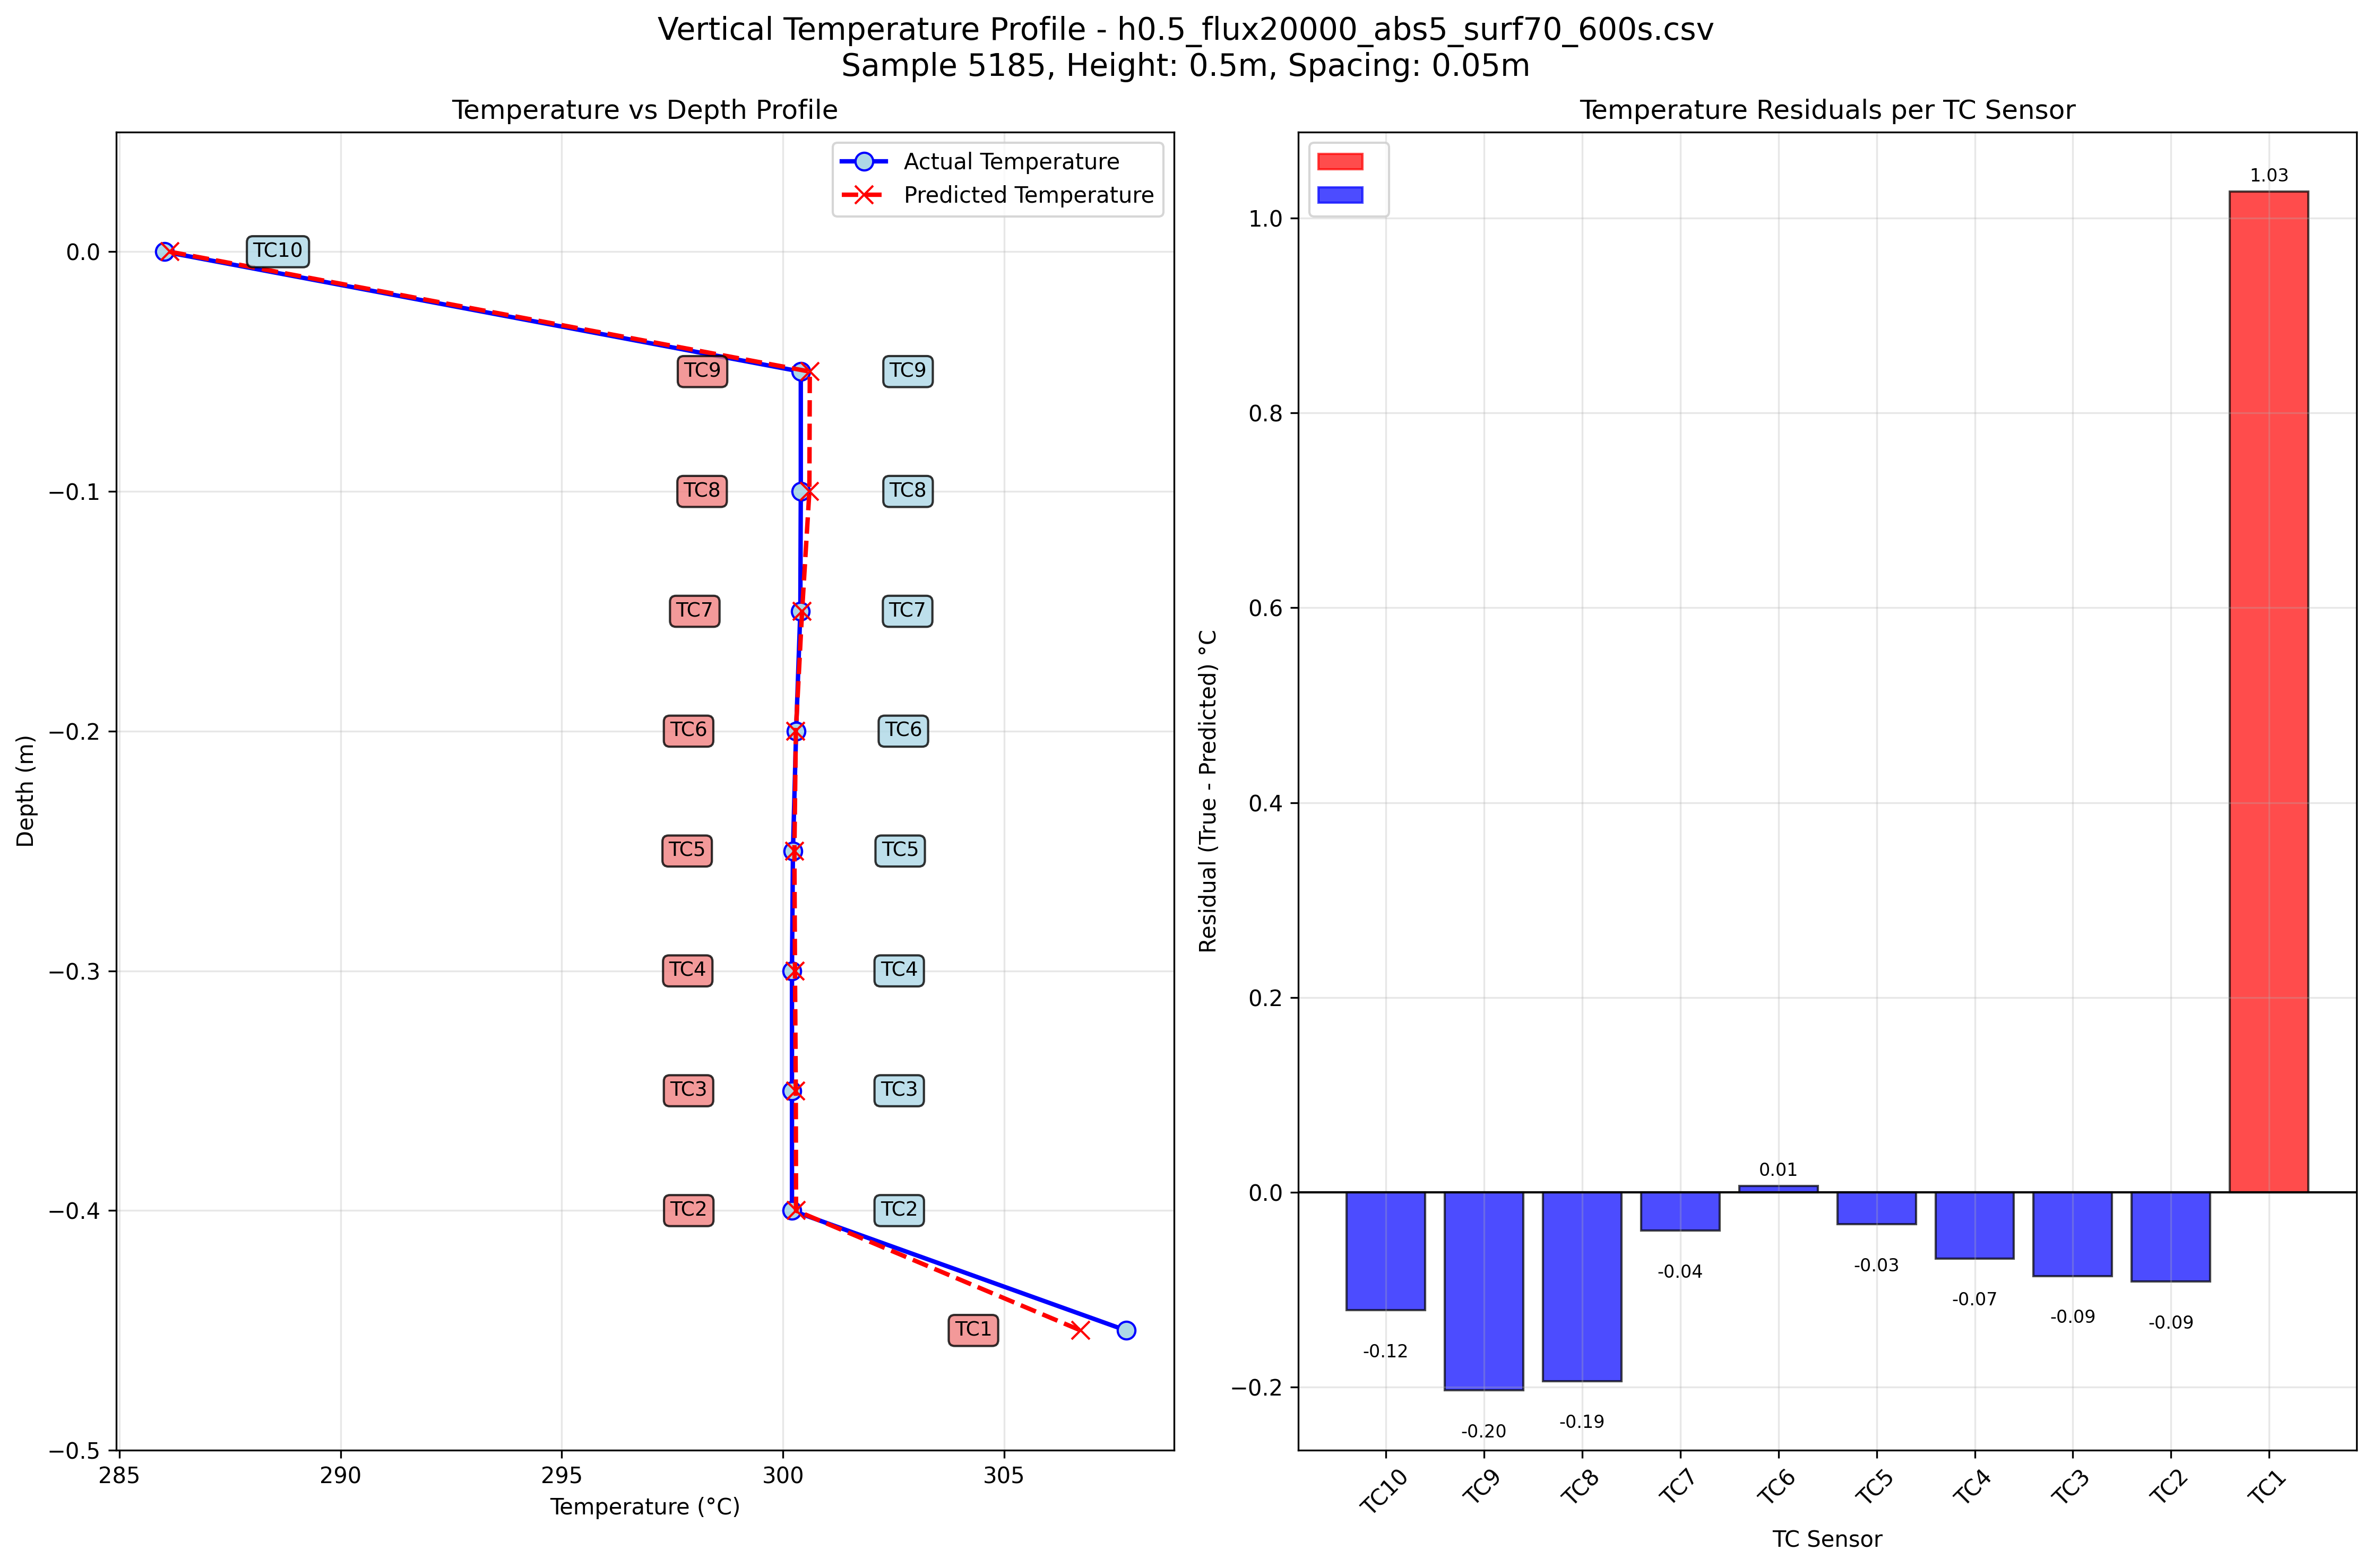 Vertical Temperature Profile - h0.5_flux20000_abs5_surf70_600s.csv
Sample 5185, Height: 0.5m, Spacing: 0.05m
Temperature vs Depth Profile
Actual Temperature
Predicted Temperature
0.0
−0.1
−0.2
−0.3
−0.4
−0.5
Depth (m)
TC10
TC9 TC9
TC8 TC8
TC7 TC7
TC6 TC6
TC5 TC5
TC4 TC4
TC3 TC3
TC2 TC2
TC1
285 290 295 300 305
Temperature (°C)
Temperature Residuals per TC Sensor
1.0
0.8
0.6
0.4
0.2
0.0
−0.2
Residual (True - Predicted) °C
1.03
0.01
-0.12
-0.20
-0.19
-0.04
-0.03
-0.07
-0.09
-0.09
TC10 TC9 TC8 TC7 TC6 TC5 TC4 TC3 TC2 TC1
TC Sensor